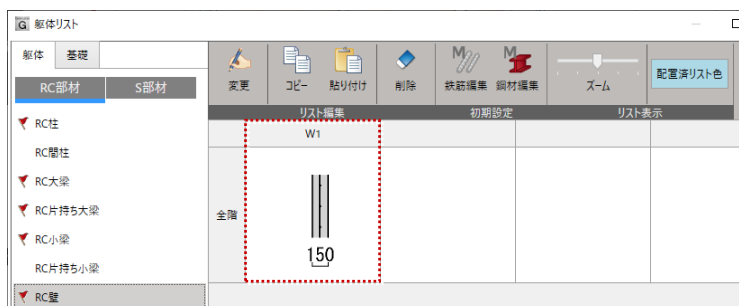 G 躯体リスト
躯体 基礎
RC部材 S部材
RC柱
RC間柱
RC大梁
RC片持ち大梁
RC小梁
RC片持ち小梁
RC壁
変更 コピー 貼り付け 削除 鉄筋編集 鋼材編集 ズーム 配置済リスト色
リスト編集 初期設定 リスト表示
W1
全階
150